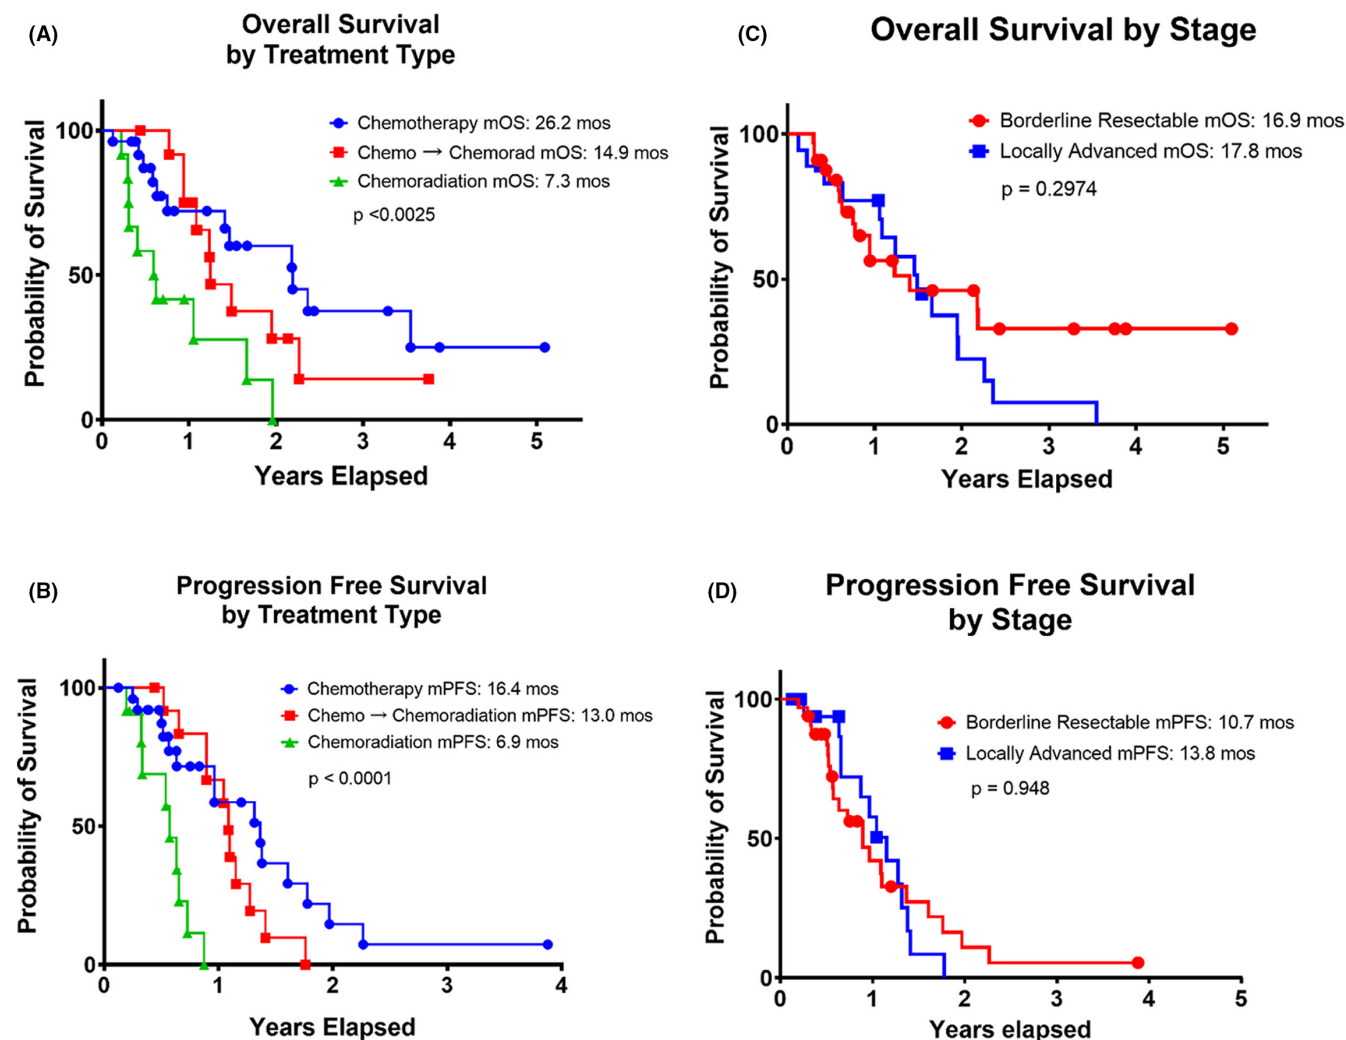 (A)
Overall Survival
by Treatment Type
Probability of Survival
100
50
0
Chemotherapy mOS: 26.2 mos
Chemo → Chemorad mOS: 14.9 mos
Chemoradiation mOS: 7.3 mos
p <0.0025
0 1 2 3 4 5
Years Elapsed
(C)
Overall Survival by Stage
Probability of Survival
100
50
0
Borderline Resectable mOS: 16.9 mos
Locally Advanced mOS: 17.8 mos
p = 0.2974
0 1 2 3 4 5
Years Elapsed
(B)
Progression Free Survival
by Treatment Type
Probability of Survival
100
50
0
Chemotherapy mPFS: 16.4 mos
Chemo → Chemoradiation mPFS: 13.0 mos
Chemoradiation mPFS: 6.9 mos
p < 0.0001
0 1 2 3 4
Years Elapsed
(D)
Progression Free Survival
by Stage
Probability of Survival
100
50
0
Borderline Resectable mPFS: 10.7 mos
Locally Advanced mPFS: 13.8 mos
p = 0.948
0 1 2 3 4 5
Years elapsed